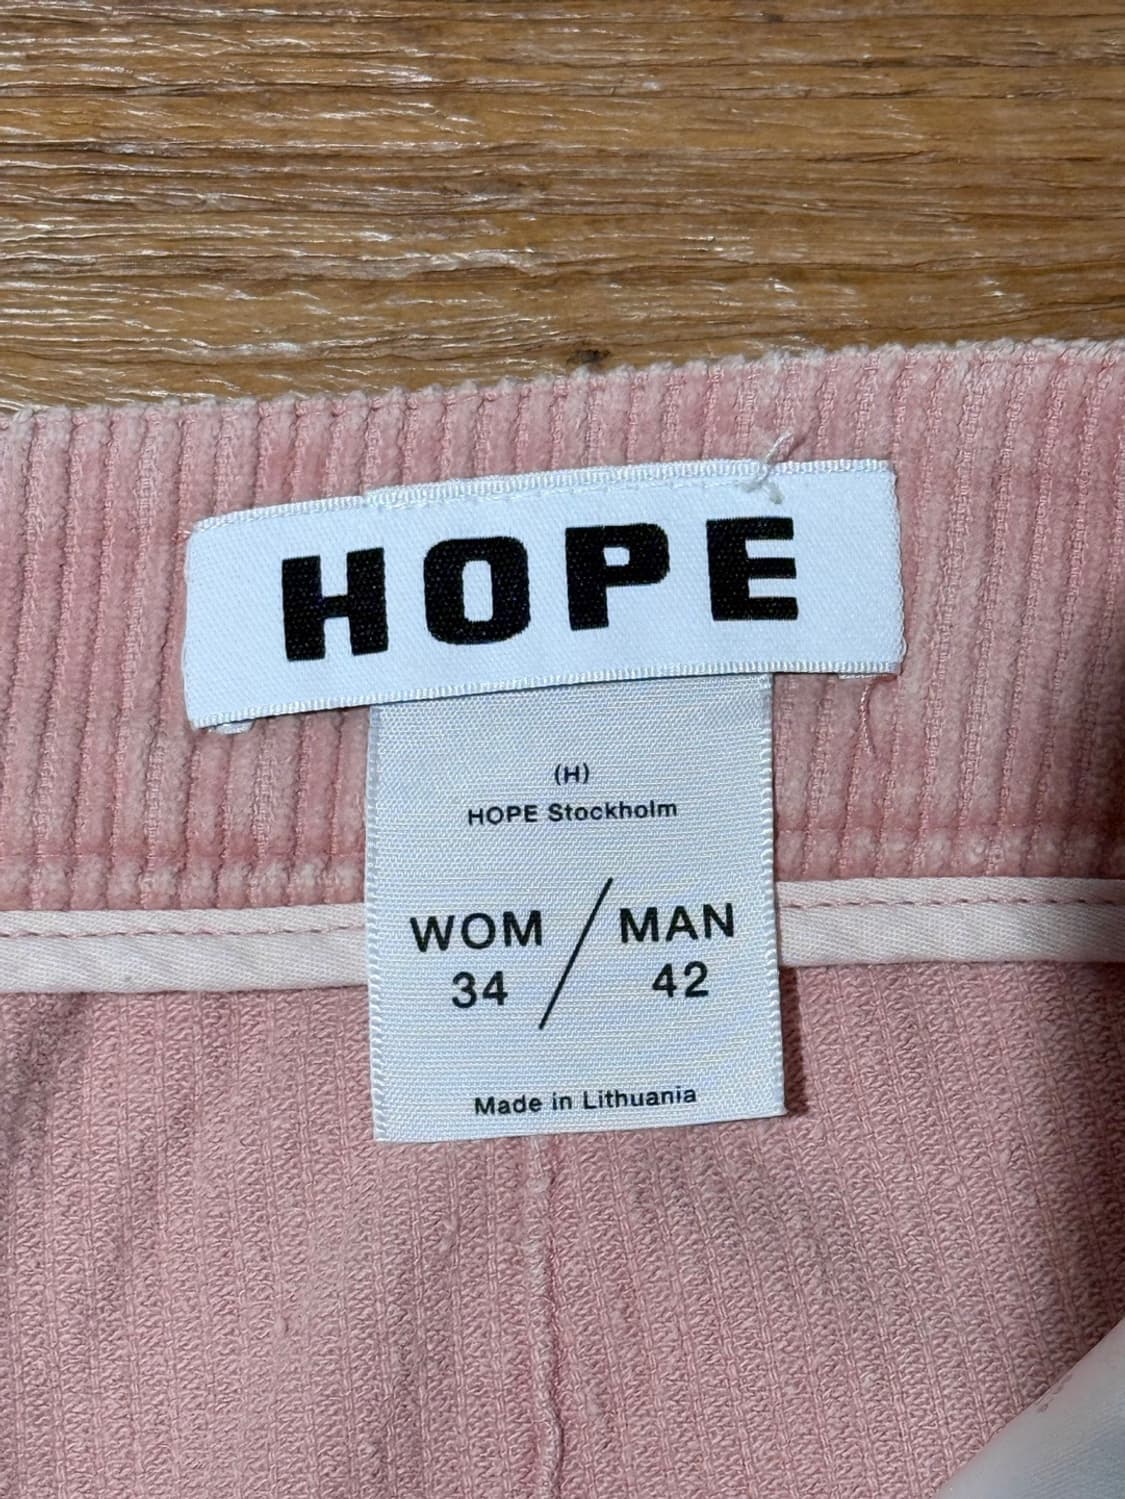 HOPE
(H)
HOPE Stockholm
WOM / MAN
34 / 42
Made in Lithuania